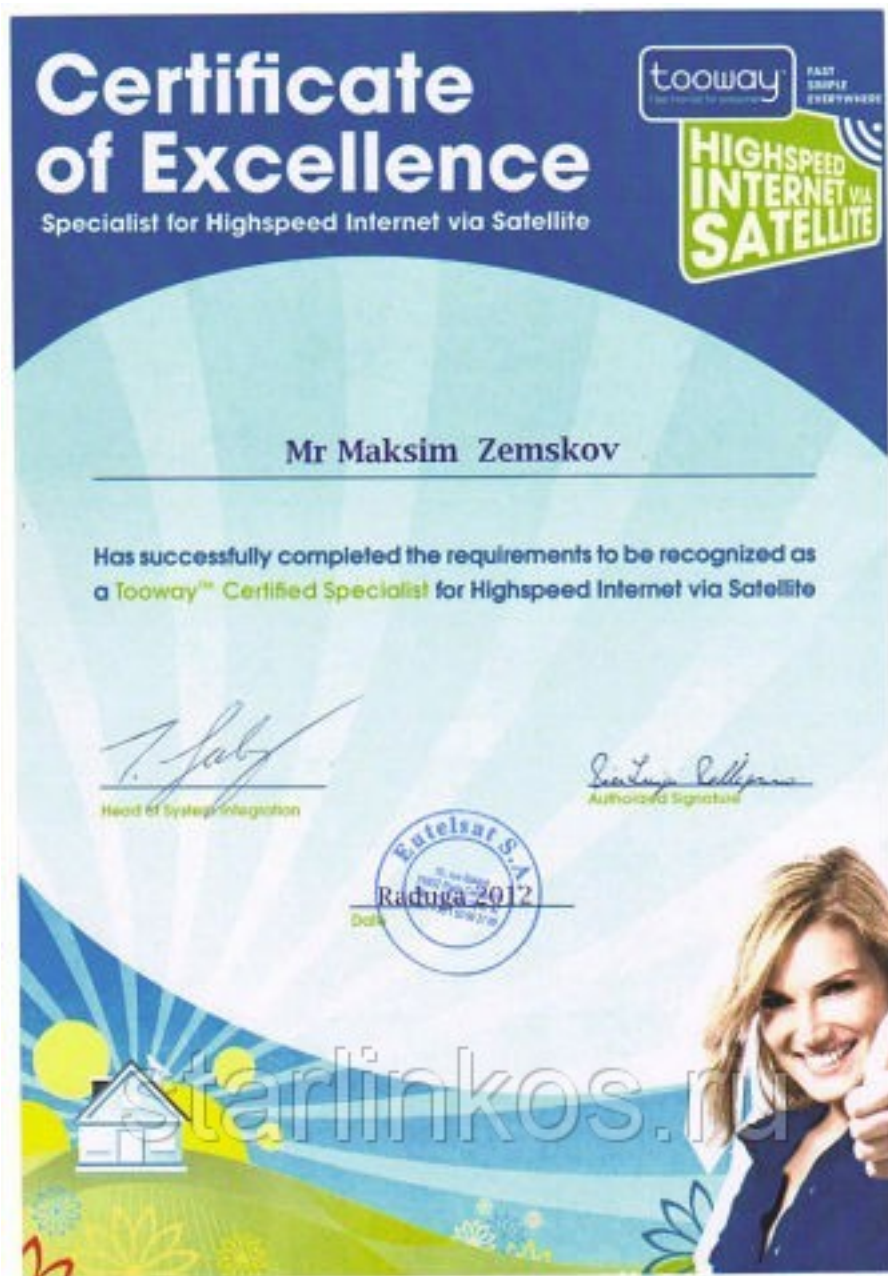 Certificate
of Excellence
Specialist for Highspeed Internet via Satellite
tooway
FAST
SIMPLE
EVERYWHERE
HIGHSPEED
INTERNET VIA
SATELLITE
Mr Maksim Zemskov
Has successfully completed the requirements to be recognized as
a Tooway™ Certified Specialist for Highspeed Internet via Satellite
Head of System Integration
Authorized Signature
Eutelsat S.A.
Raduga 2012
Date
starlinkos.ru